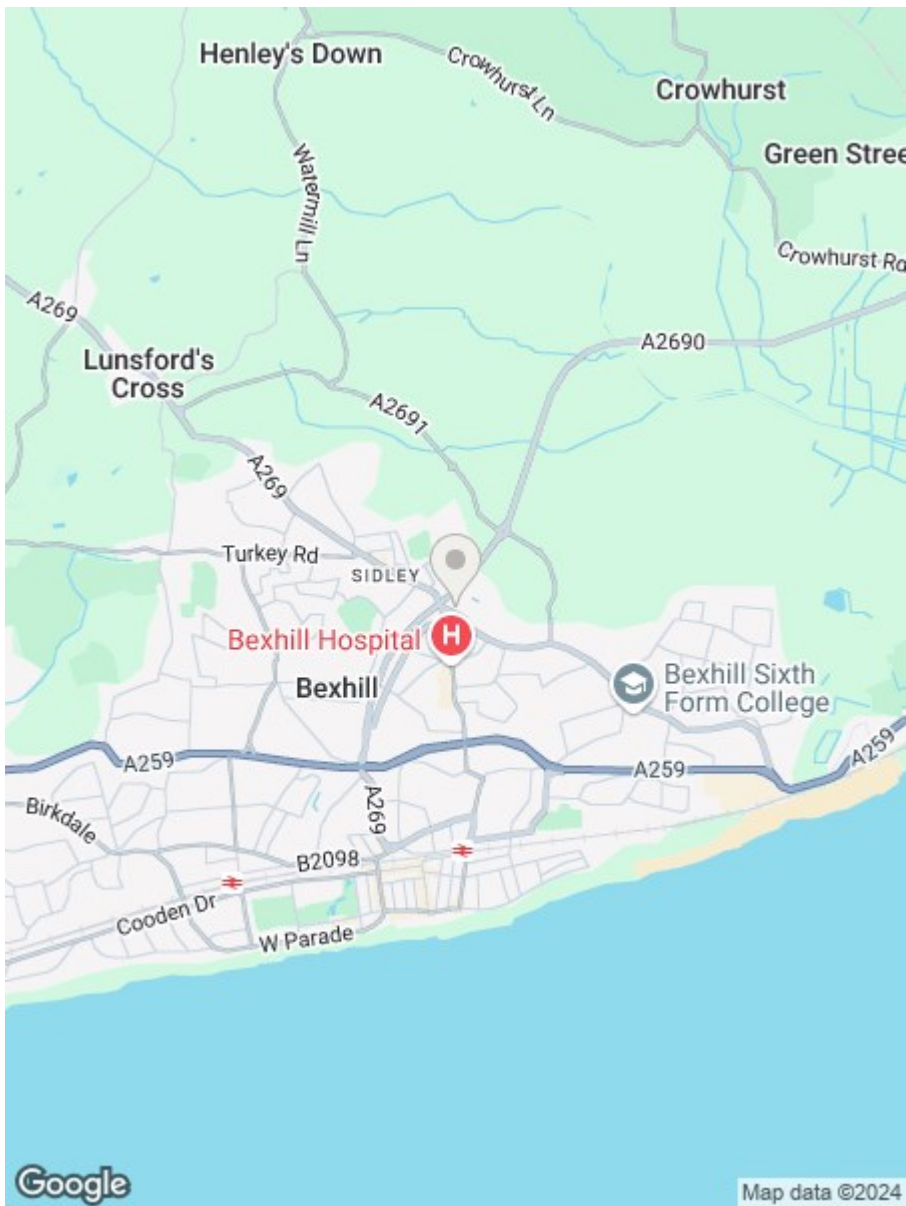 Henley's Down
Crowhurst Ln
Crowhurst
Green Stree
Watermill Ln
Crowhurst Rd
A269
A2690
Lunsford's
Cross
A2691
A269
Turkey Rd
SIDLEY
Bexhill Hospital
H
Bexhill
Bexhill Sixth
Form College
A259
A259
A259
Birkdale
A269
B2098
Cooden Dr
W Parade
Google
Map data ©2024